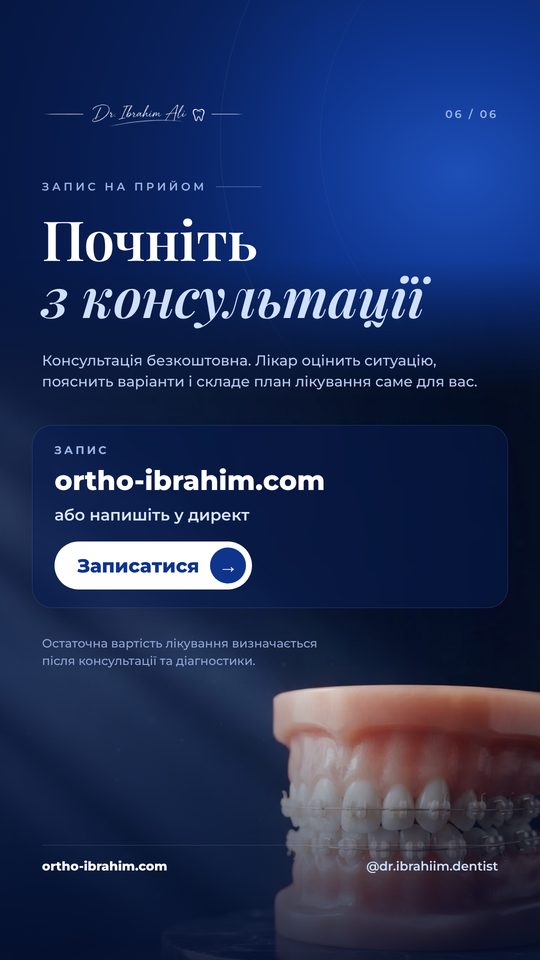 Dr. Ibrahim Ali
06 / 06
ЗАПИС НА ПРИЙОМ
Почніть
з консультації
Консультація безкоштовна. Лікар оцінить ситуацію,
пояснить варіанти і складе план лікування саме для вас.
ЗАПИС
ortho-ibrahim.com
або напишіть у директ
Записатися →
Остаточна вартість лікування визначається
після консультації та діагностики.
ortho-ibrahim.com
@dr.ibrahiim.dentist